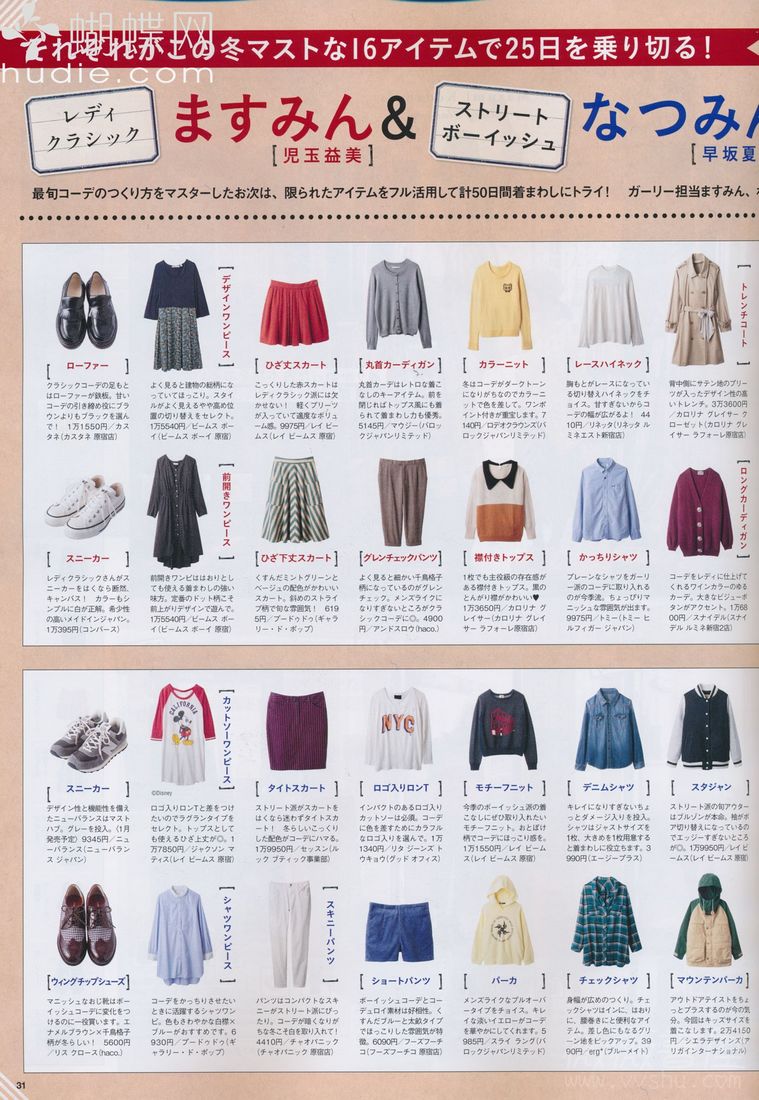 蝴蝶网
hudie.com
それぞれがこの冬マストな16アイテムで25日を乗り切る!
レディ
クラシック
ますみん&
[児玉益美]
ストリート
ボーイッシュ
なつみん
[早坂夏
最旬コーデのつくり方をマスターしたお次は、限られたアイテムをフル活用して計50日間着まわしにトライ! ガーリー担当ますみん、
[ローファー]
クラシックコーデの足もと
はローファーが鉄板。甘い
コーデの引き締め役にブラ
ウンよりもブラックを選ん
で! 1万1550円/カス
タネ(カスタネ 原宿店)
[デザインワンピース]
よく見ると建物の総柄にな
っていてほっこり。スタイ
ルがよく見えるやや高め位
置の切り替えをセレクト。
1万5540円/ビームス ボ
ーイ(ビームス ボーイ 原宿)
[ひざ丈スカート]
こっくりした赤スカートは
レディクラシック派には欠
かせない! 軽くプリーツ
が入っていて適度なボリュ
ーム感。9975円/レイ ビ
ームス(レイ ビームス 原宿)
[丸首カーディガン]
丸首カーデはレトロな着こ
なしのキーアイテム。前を
閉じればトップス風にも着
られて着まわし力も優秀。
5145円/マウジー(バロッ
クジャパンリミテッド)
[カラーニット]
冬はコーデがダークトーン
になりがちなのでカラーニ
ットで色を差して。ワンポ
イント付きが重宝します。7
140円/ロデオクラウンズ(バ
ロックジャパンリミテッド)
[レースハイネック]
胸もとがレースになってい
る切り替えハイネックをチ
ョイス。甘すぎないからコ
ーデの幅が広がるよ! 44
10円/リネッタ(リネッタ ル
ミネエスト新宿店)
[トレンチコート]
背中側にサテン地のプリー
ツが入ったデザイン性の高
いトレンチ。3万3600円
/カロリナ グレイサー ク
ローゼット(カロリナ グレ
イサー ラフォーレ原宿店)
[スニーカー]
レディクラシックさんがス
ニーカーをはくなら断然、
キャンバス! カラーもシ
ンプルに白が正解。希少性
の高いメイドインジャパン。
1万395円(コンバース)
[前開きワンピース]
前開きワンピははおりとし
ても使える着まわしの強い
味方。定番のドット柄こそ
前上がりデザインで遊んで。
1万5540円/ビームス ボ
ーイ(ビームス ボーイ 原宿)
[ひざ下丈スカート]
くすんだミントグリーンと
ベージュの配色がかわいい
スカート。斜めのストライ
プ柄で旬な雰囲気! 619
5円/プードゥドゥ(ギャラ
リー・ド・ポップ)
[グレンチェックパンツ]
よく見ると細かい千鳥格子
柄になっているのがグレン
チェック。メンズライクに
なりすぎないところがクラ
シックコーデに◎。4900
円/アンドスロウ(haco.)
[襟付きトップス]
1枚でも主役級の存在感が
ある襟付きトップス。黒の
とんがり襟がかわいい♥
1万3650円/カロリナ グ
レイサー(カロリナ グレイ
サー ラフォーレ原宿店)
[かっちりシャツ]
プレーンなシャツをガーリ
ー派のコーデに取り入れる
のが今季流。ちょっぴりマ
ニッシュな雰囲気が出ます。
9975円/トミー(トミー ヒ
ルフィガー ジャパン)
[ロングカーディガン]
コーデをレディに仕上げて
くれるワインカラーのゆる
カーデ。大きなビジューボ
タンがアクセント。1万68
00円/スナイデル(スナイ
デル ルミネ新宿2店)
[スニーカー]
デザイン性と機能性を備え
たニューバランスはマスト
ハブ。グレーを投入。〈1月
発売予定〉9345円/ニュ
ーバランス(ニューバラン
ス ジャパン)
[カットソーワンピース]
CALIFORNIA
©Disney
ロゴ入りロンTと差をつけ
たいのでラグランタイプを
セレクト。トップスとして
も使えるひざ上丈が◎。1
万7850円/ジャクソン マ
ティス(レイ ビームス 原宿)
[タイトスカート]
ストリート派がスカートを
はくなら迷わずタイトスカ
ート! 冬らしいこっくり
した配色がコーデにハマる。
1万9950円/セッスン(ル
ック ブティック事業部)
[ロゴ入りロンT]
NYC
インパクトのあるロゴ入り
カットソーは必須。コーデ
に色を差すためにカラフル
なロゴ入りを選んで。1万
1340円/リタ ジーンズ ト
ウキョウ(グッド オフィス)
[モチーフニット]
今季のボーイッシュ派の着
こなしにぜひ取り入れたい
モチーフニット。おとぼけ
柄でコーデにほっこり感を。
1万1550円/レイ ビーム
ス(レイ ビームス 原宿)
[デニムシャツ]
キレイになりすぎないちょ
っとダメージ入りを投入。
シャツはジャストサイズを
1枚、大きめを1枚用意する
と着まわしに役立ちます。3
990円(エージープラス)
[スタジャン]
ストリート派の旬アウター
はブルゾンが本命。袖がボ
ア切り替えになっているので
エッジーすぎないところ
が◎。1万9950円/レイ ビ
ームス(レイ ビームス 原宿)
[ウィングチップシューズ]
マニッシュなおじ靴はボー
イッシュコーデに変化をつ
けるのに一役買います。エ
ナメルブラウン×千鳥格子
柄が冬らしい! 5600円
/リス クロース(haco.)
[シャツワンピース]
コーデをかっちりさせたい
ときに活躍するシャツワン
ピ。色もさわやかな白襟×
ブルーがおすすめです。6
930円/プードゥドゥ(ギ
ャラリー・ド・ポップ)
[スキニーパンツ]
パンツはコンパクトなスキ
ニーがストリート派にぴっ
たり。コーデが暗くなりが
ちな冬こそ白を取り入れて!
4410円/チャオパニック
(チャオパニック 原宿店)
[ショートパンツ]
ボーイッシュコーデとコー
デュロイ素材は好相性。く
すんだブルーと太畝タイプ
でほっこりした雰囲気が特
徴。6090円/フーズフーチ
コ(フーズフーチコ 原宿店)
[パーカ]
メンズライクなプルオーバ
ータイプをチョイス。キレ
イな淡いイエローがコーデ
を華やかにしてくれます。5
985円/スライ ラング(バ
ロックジャパンリミテッド)
[チェックシャツ]
身幅が広めのつくり。チェ
ックシャツはインに、はおり
に、腰巻きにと便利なアイ
テム。差し色にもなるグリ
ーン地をピックアップ。39
90円/erg*(ブルーメイト)
[マウンテンパーカ]
アウトドアテイストをちょ
っとプラスするのが今の気
分。今回はキッズサイズを
着こなします。2万4150
円/シエラデザインズ(ア
リガインターナショナル)
31